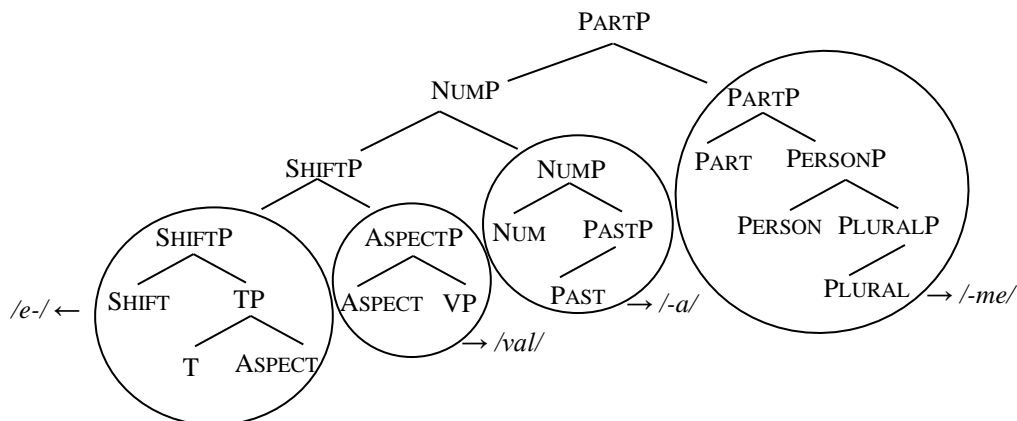 PARTP
NUMP PARTP
SHIFTP NUMP PART PERSONP
SHIFTP ASPECTP NUM PASTP PERSON PLURALP
/e-/ ← SHIFT TP ASPECT VP PAST → /-a/ PLURAL → /-me/
→ /val/
T ASPECT